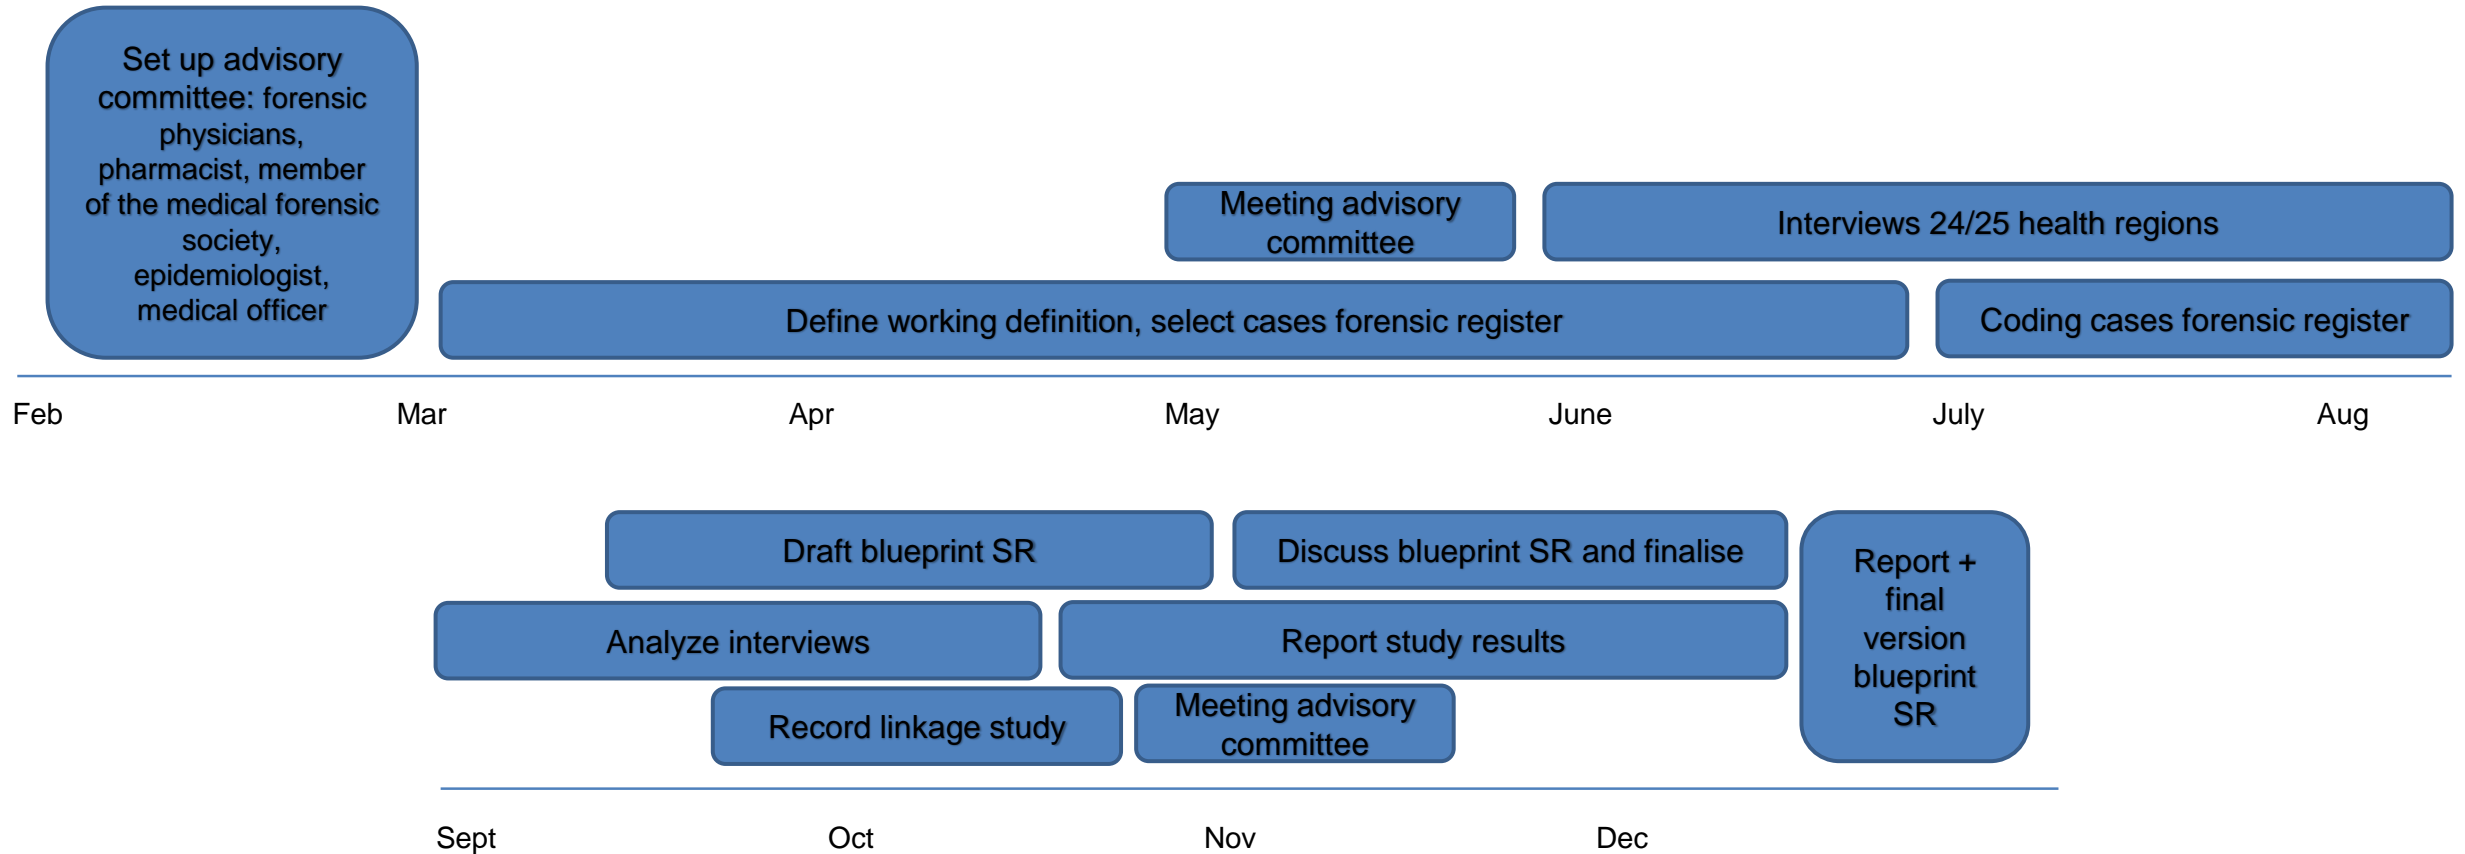 Set up advisory
committee: forensic
physicians,
pharmacist, member
of the medical forensic
society,
epidemiologist,
medical officer
Meeting advisory
committee
Interviews 24/25 health regions
Define working definition, select cases forensic register
Coding cases forensic register
Feb
Mar
Apr
May
June
July
Aug
Draft blueprint SR
Discuss blueprint SR and finalise
Report +
final
version
blueprint
SR
Analyze interviews
Report study results
Record linkage study
Meeting advisory
committee
Sept
Oct
Nov
Dec